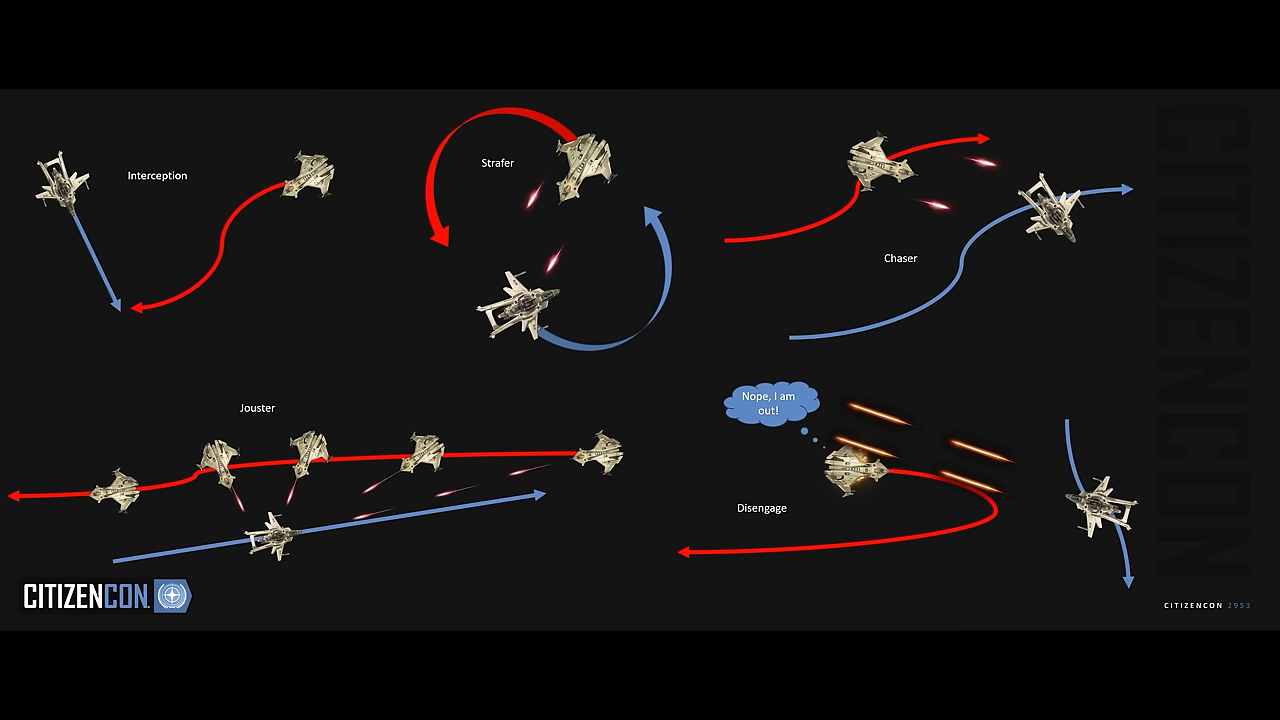 Interception
Strafer
Chaser
Jouster
Nope, I am
out!
Disengage
CITIZENCON
CITIZENCON
CITIZENCON 2953